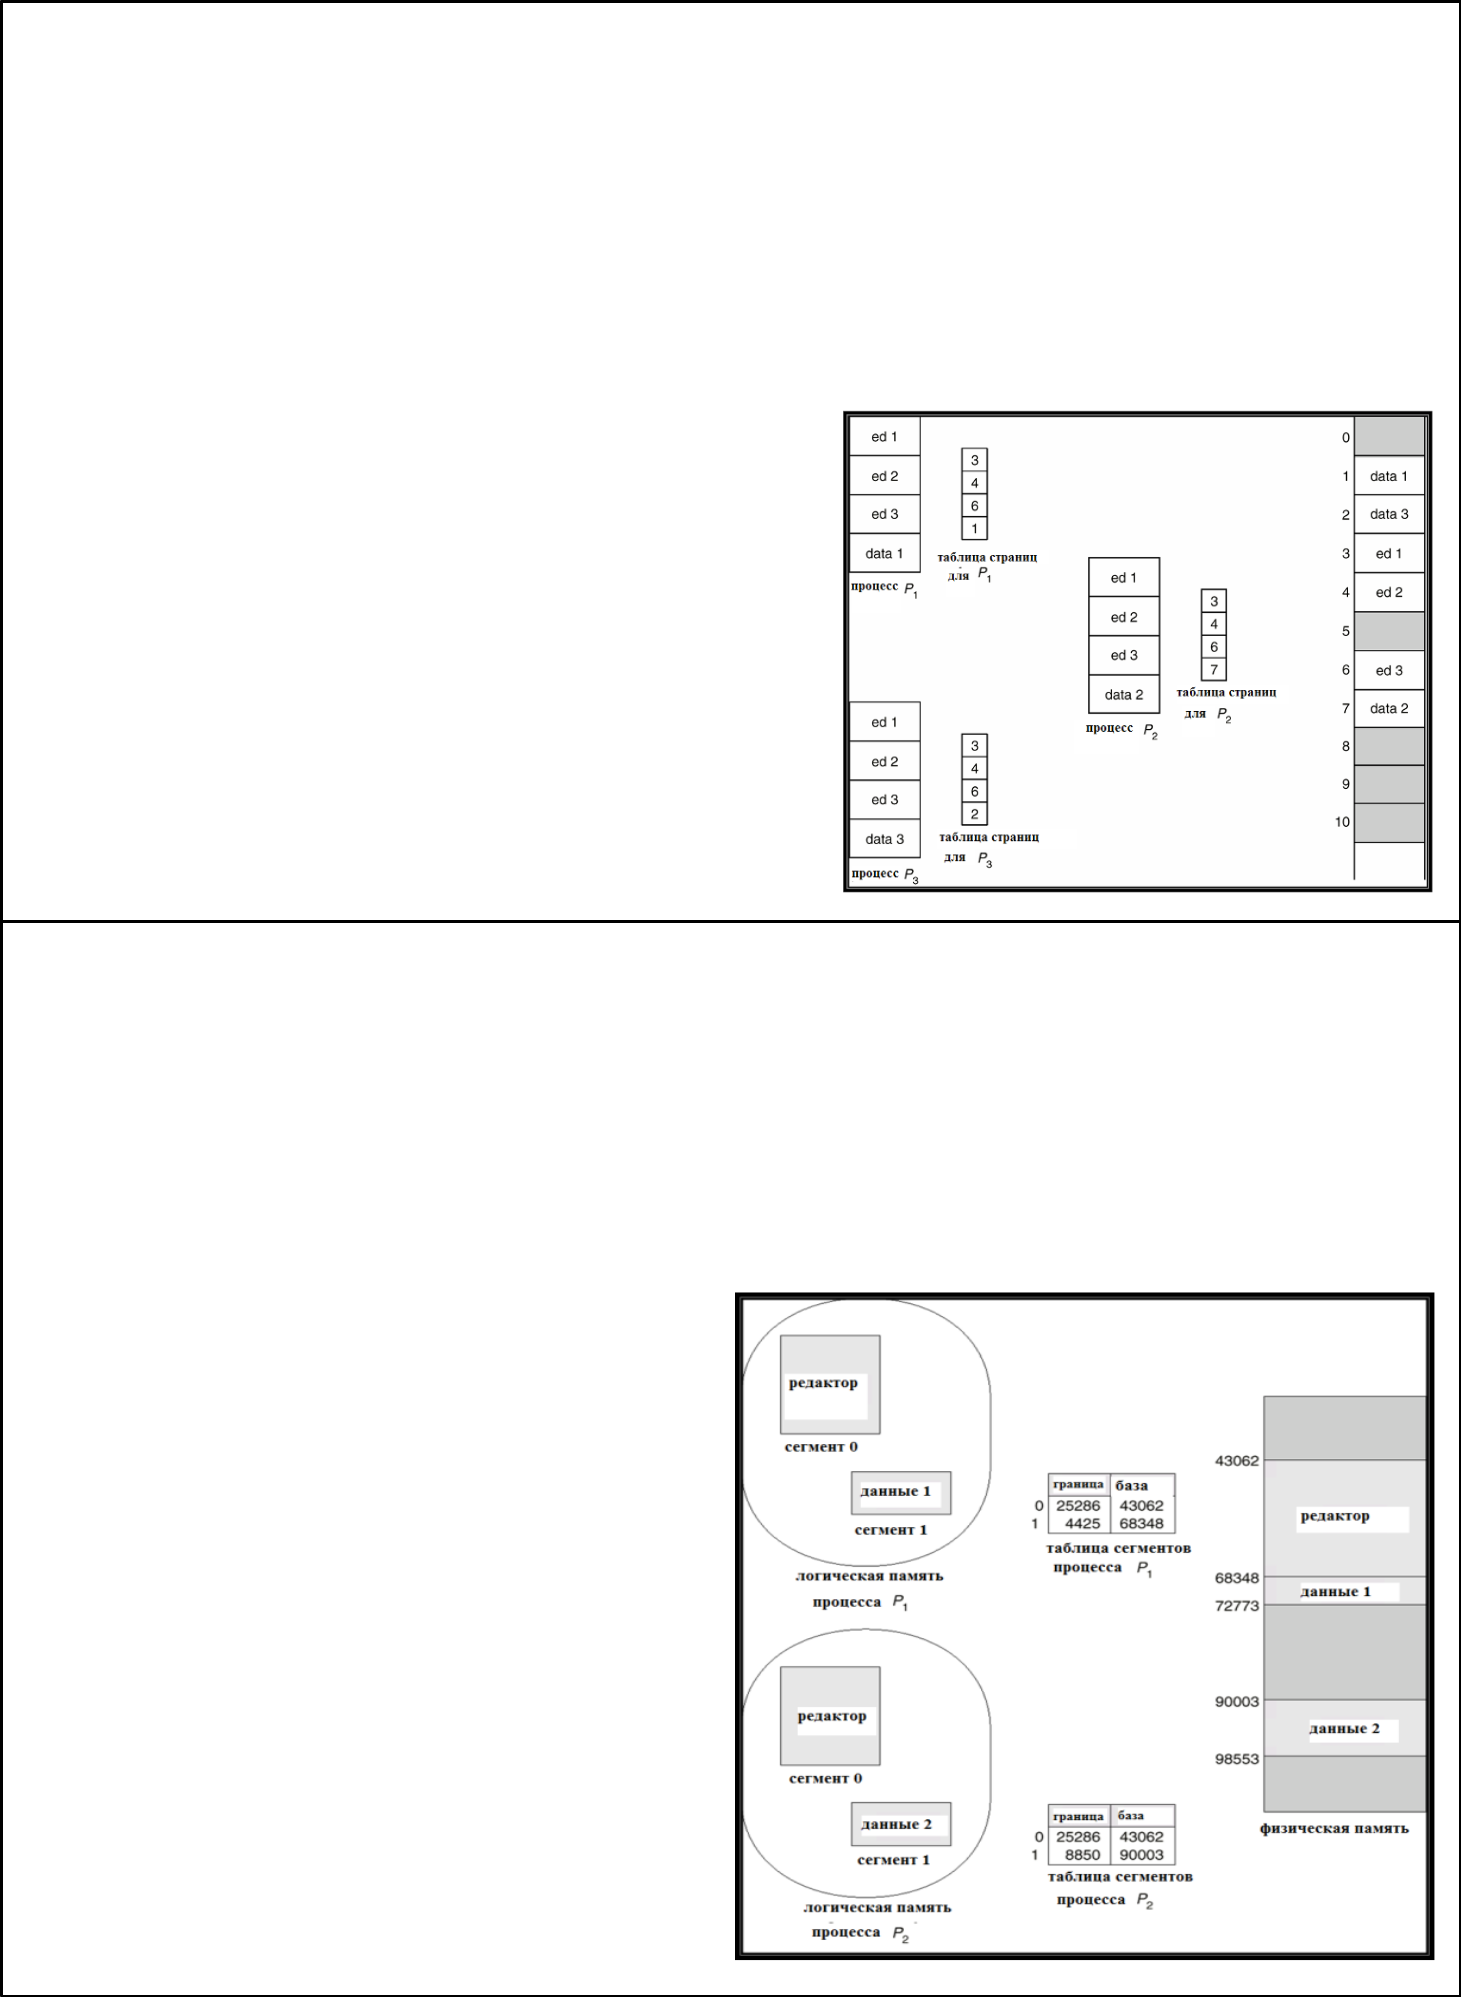 ed 1
ed 2
ed 3
data 1
процесс P1
3
4
6
1
таблица страниц
для P1
ed 1
ed 2
ed 3
data 2
процесс P2
3
4
6
7
таблица страниц
для P2
ed 1
ed 2
ed 3
data 3
процесс P3
3
4
6
2
таблица страниц
для P3
0
1 data 1
2 data 3
3 ed 1
4 ed 2
5
6 ed 3
7 data 2
8
9
10
редактор
сегмент 0
данные 1
сегмент 1
логическая память
процесса P1
граница база
0 25286 43062
1 4425 68348
таблица сегментов
процесса P1
редактор
сегмент 0
данные 2
сегмент 1
логическая память
процесса P2
граница база
0 25286 43062
1 8850 90003
таблица сегментов
процесса P2
43062
редактор
68348
данные 1
72773
90003
данные 2
98553
физическая память